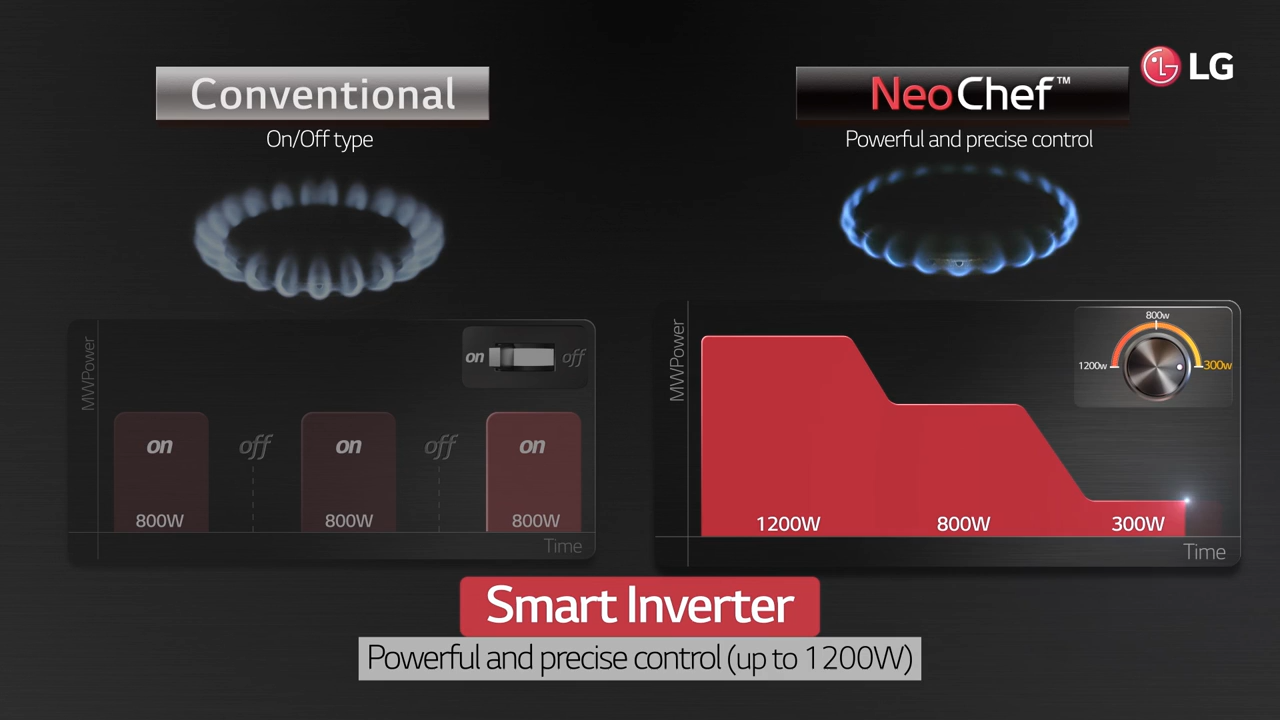 Conventional
On/Off type
NeoChef™
Powerful and precise control
LG
MWPower
on off
on
off
on
off
on
800W
800W
800W
Time
MWPower
800w
1200w
300w
1200W
800W
300W
Time
Smart Inverter
Powerful and precise control (up to 1200W)